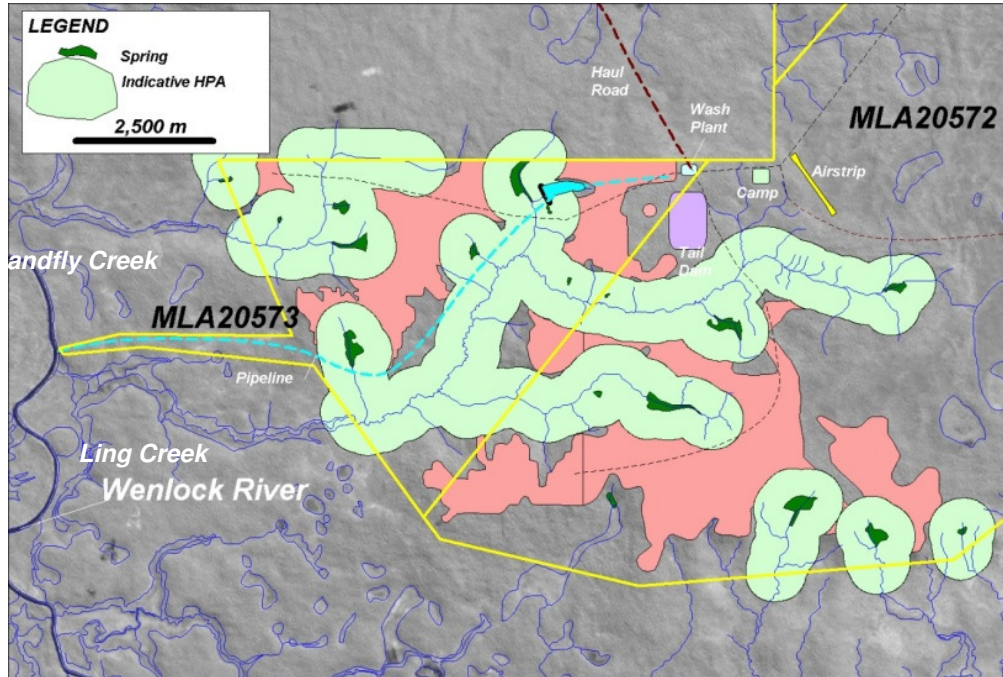 LEGEND
Spring
Indicative HPA
2,500 m
Haul
Road
Wash
Plant
MLA20572
Airstrip
Camp
Tail
Dam
andfly Creek
MLA20573
Pipeline
Ling Creek
Wenlock River